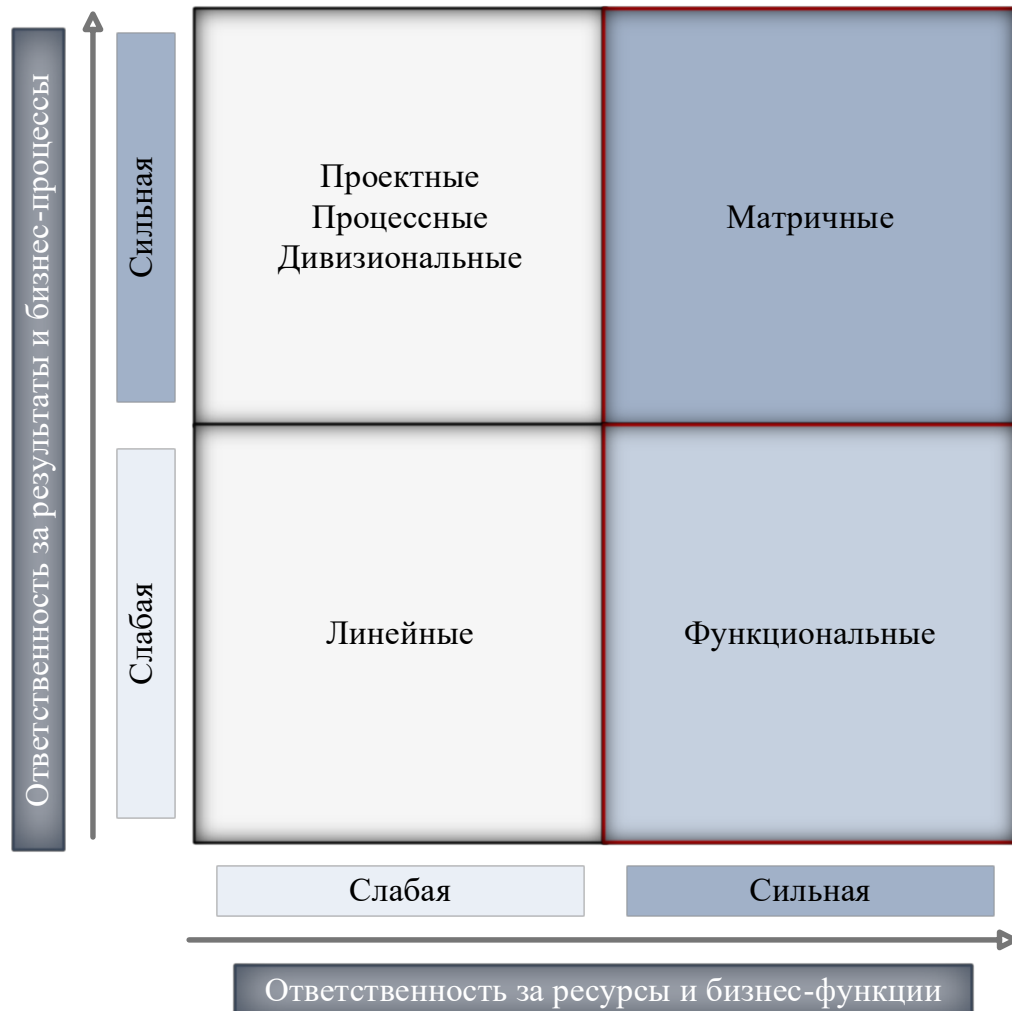 Ответственность за результаты и бизнес-процессы
Сильная
Проектные
Процессные
Дивизиональные
Матричные
Слабая
Линейные
Функциональные
Слабая
Сильная
Ответственность за ресурсы и бизнес-функции